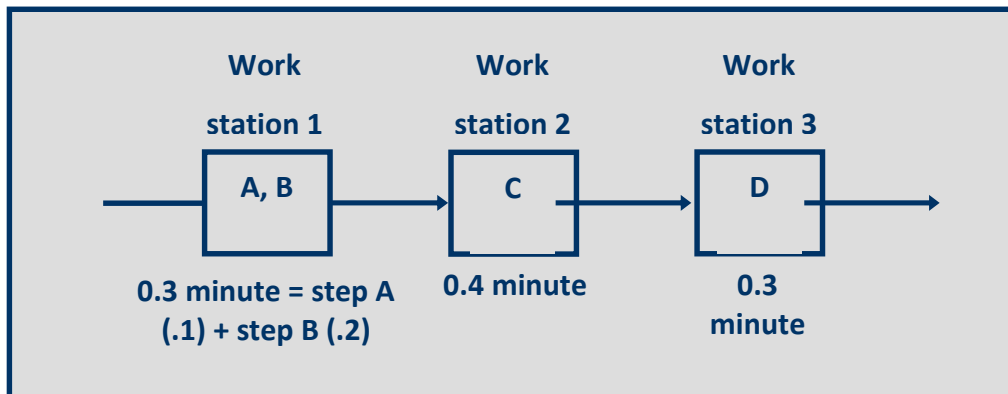 Work
station 1
Work
station 2
Work
station 3
A, B
C
D
0.3 minute = step A
(.1) + step B (.2)
0.4 minute
0.3
minute